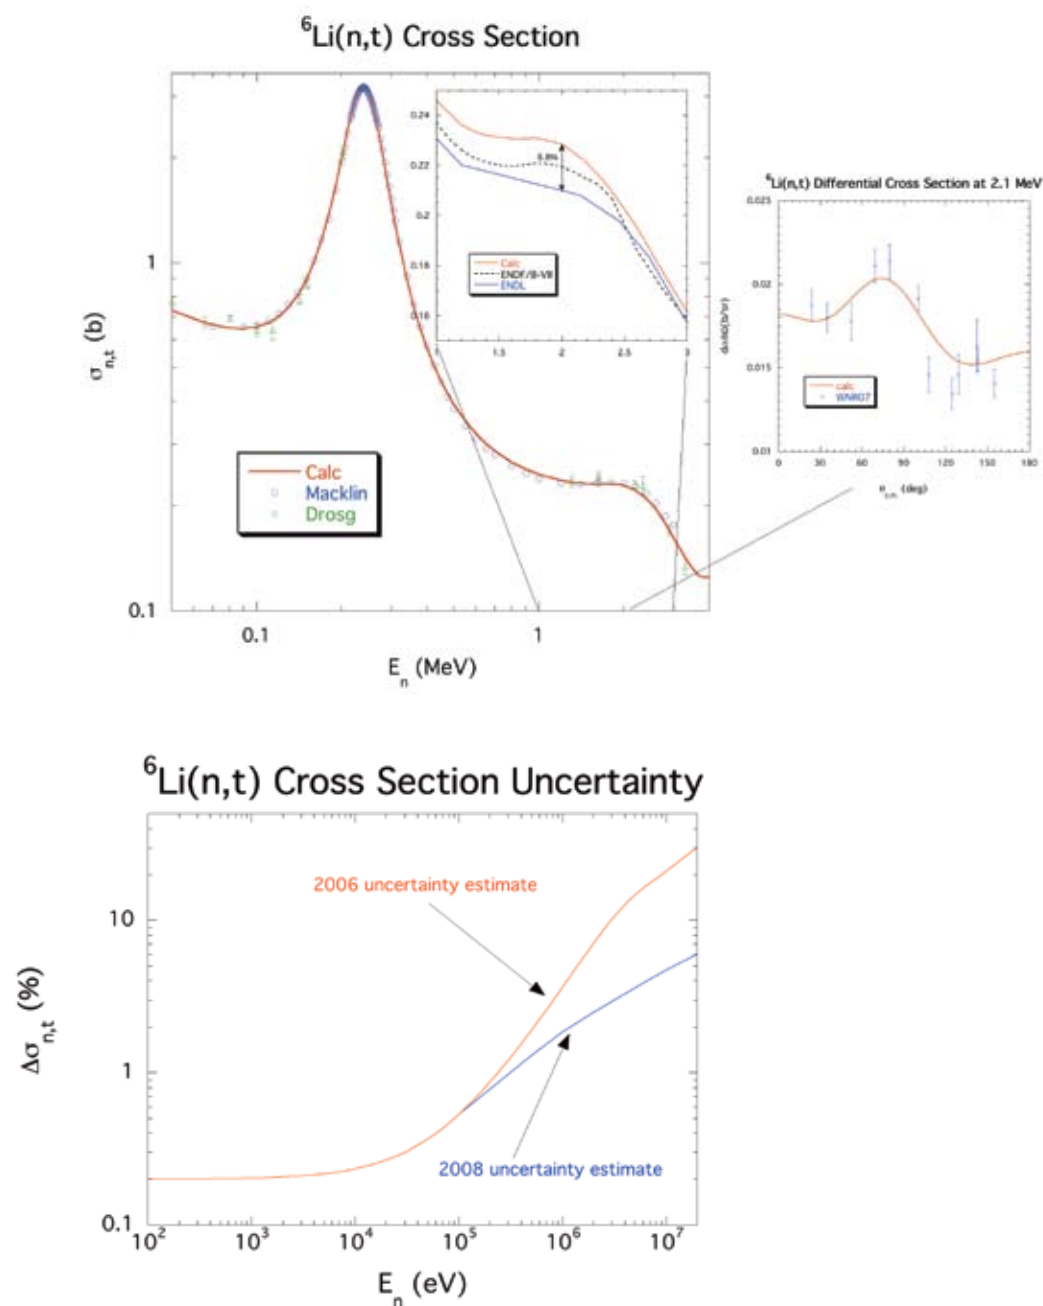 ⁶Li(n,t) Cross Section
σn,t (b)
1
0.1
0.1
1
En (MeV)
Calc
Macklin
Drosg
0.24
0.22
0.2
0.18
0.16
1.5
2
2.5
3
Calc
ENDF/B-VII
ENDL
⁶Li(n,t) Differential Cross Section at 2.1 MeV
0.025
0.02
0.015
0.01
0
30
60
90
120
150
180
calc
(deg)
⁶Li(n,t) Cross Section Uncertainty
2006 uncertainty estimate
2008 uncertainty estimate
Δσn,t (%)
10
1
0.1
10²
10³
10⁴
10⁵
10⁶
10⁷
En (eV)